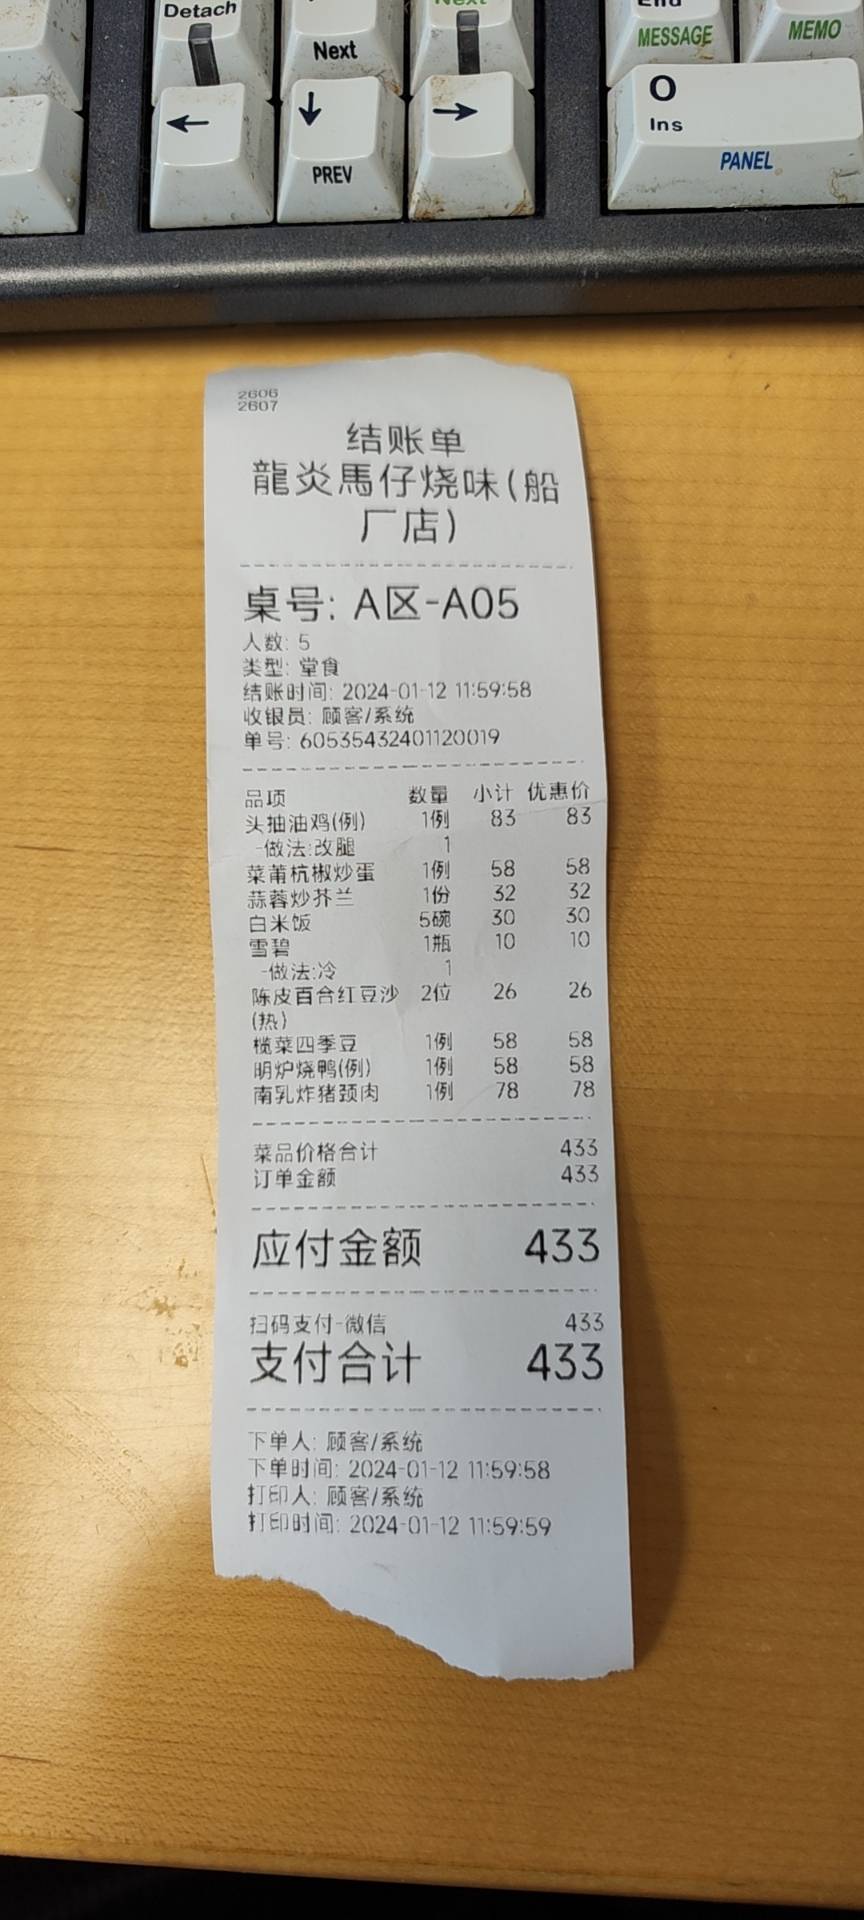 Detach
Next
Next
End
MESSAGE
MEMO
←
↓
PREV
→
0
Ins
PANEL
2606
2607
结账单
龍炎馬仔烧味(船
厂店)
桌号: A区-A05
人数: 5
类型: 堂食
结账时间: 2024-01-12 11:59:58
收银员: 顾客/系统
单号: 605354432401120019
品项 数量 小计 优惠价
头抽油鸡(例) 1例 83 83
-做法:改腿 1
菜莆杭椒炒蛋 1例 58 58
蒜蓉炒芥兰 1份 32 32
白米饭 5碗 30 30
雪碧 1瓶 10 10
-做法:冷 1
陈皮百合红豆沙 2位 26 26
(热)
榄菜四季豆 1例 58 58
明炉烧鸭(例) 1例 58 58
南乳炸猪颈肉 1例 78 78
菜品价格合计 433
订单金额 433
应付金额 433
扫码支付-微信 433
支付合计 433
下单人: 顾客/系统
下单时间: 2024-01-12 11:59:58
打印人: 顾客/系统
打印时间: 2024-01-12 11:59:59